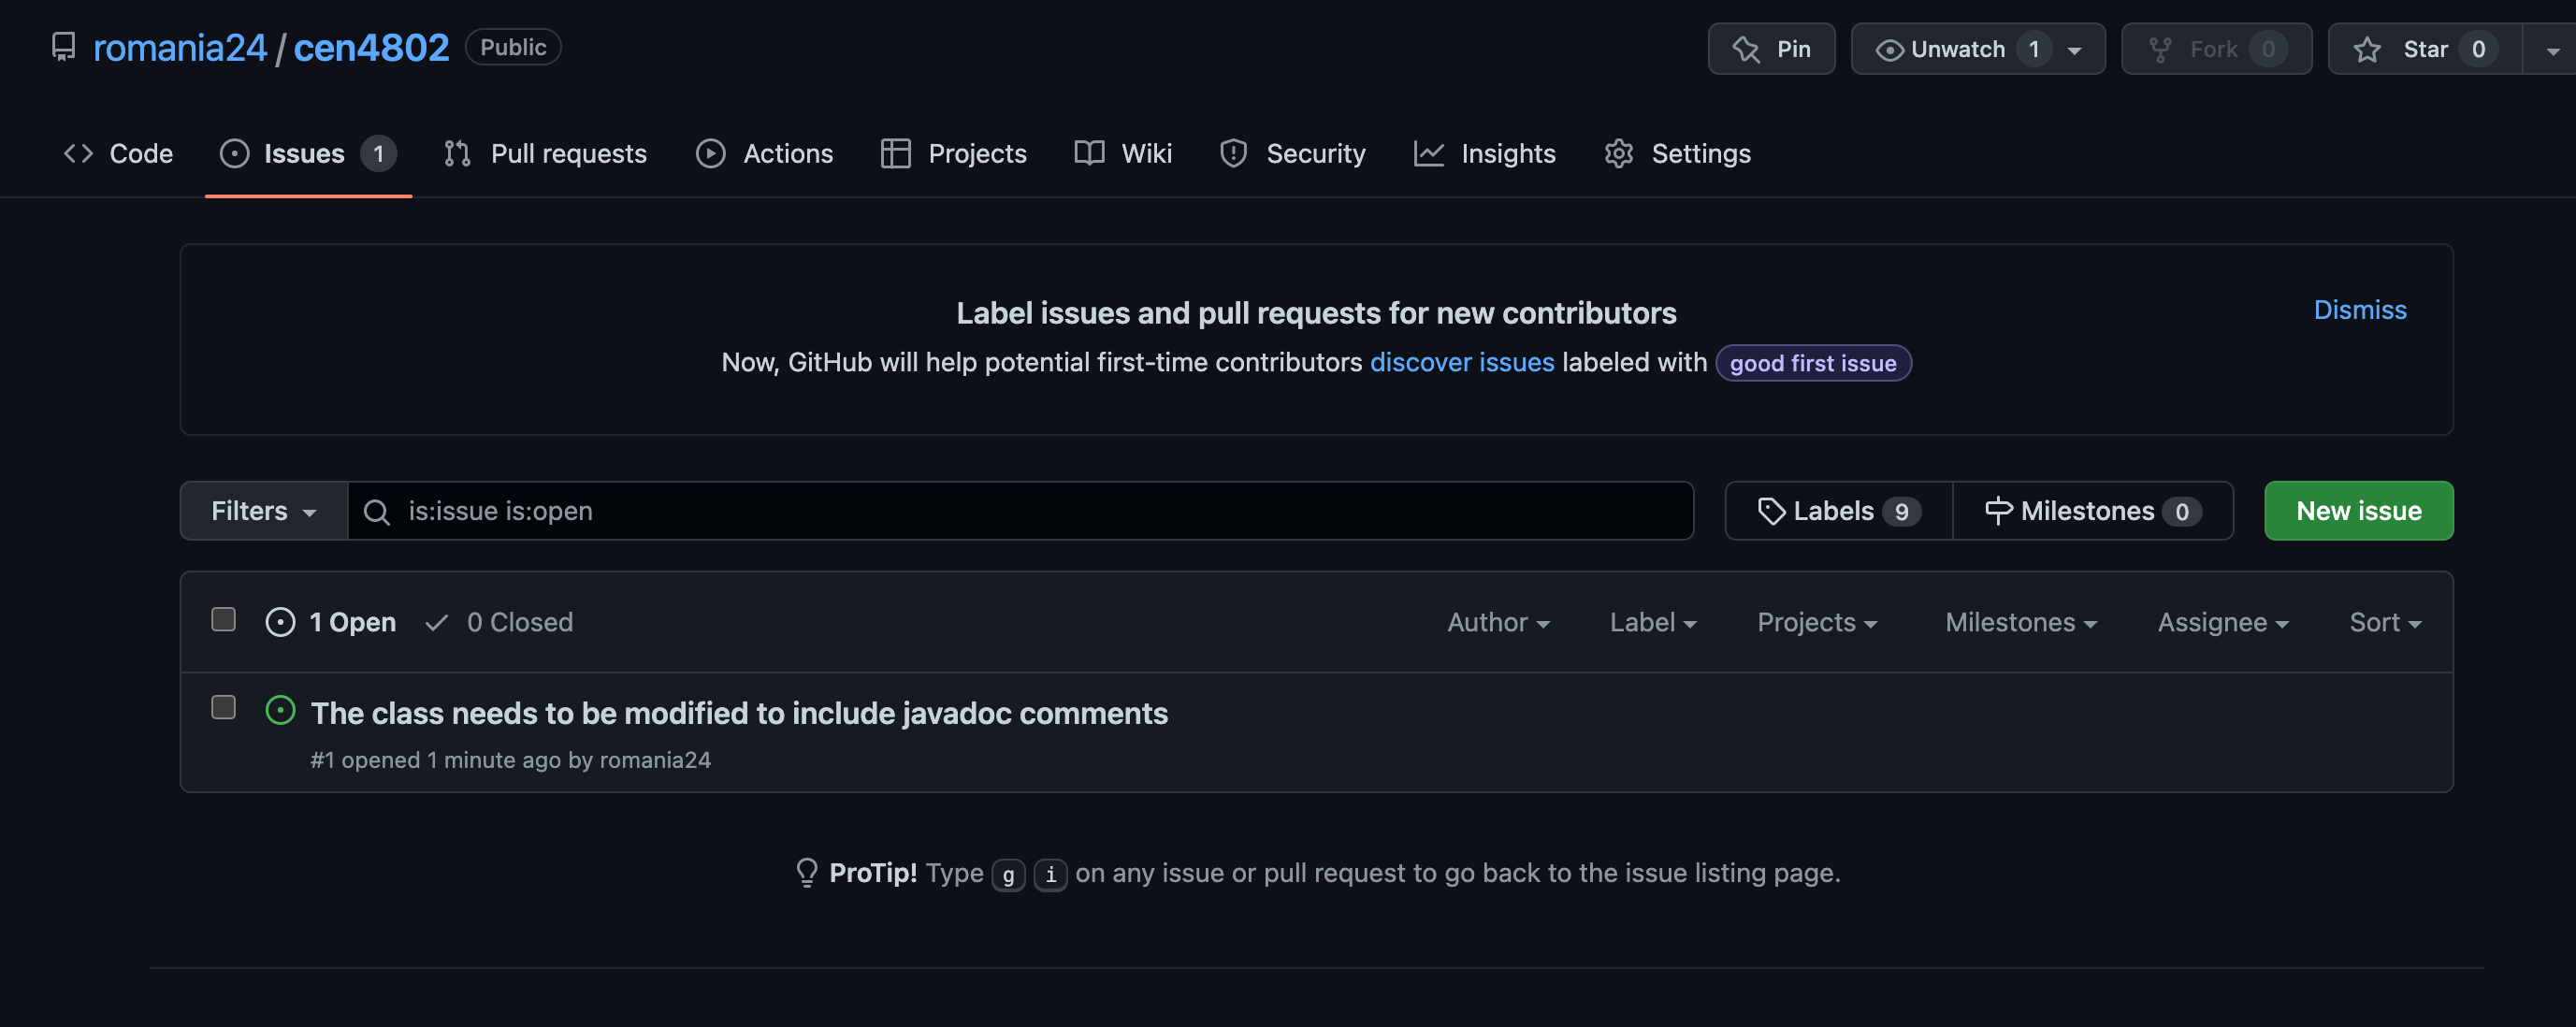 romania24 / cen4802 Public
Pin Unwatch 1 Fork 0 Star 0
Code Issues 1 Pull requests Actions Projects Wiki Security Insights Settings
Label issues and pull requests for new contributors
Dismiss
Now, GitHub will help potential first-time contributors discover issues labeled with good first issue
Filters is:issue is:open Labels 9 Milestones 0 New issue
1 Open 0 Closed Author Label Projects Milestones Assignee Sort
The class needs to be modified to include javadoc comments
#1 opened 1 minute ago by romania24
ProTip! Type g i on any issue or pull request to go back to the issue listing page.